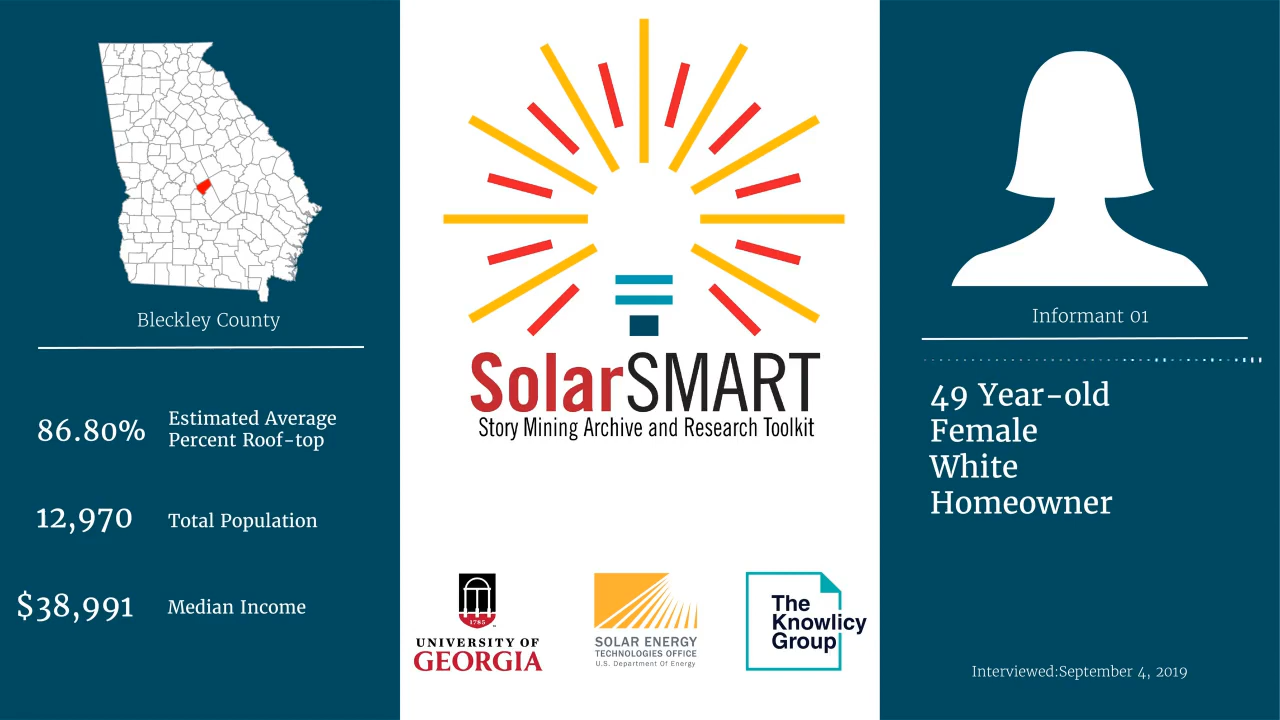 Bleckley County
86.80%
Estimated Average
Percent Roof-top
12,970
Total Population
$38,991
Median Income
SolarSMART
Story Mining Archive and Research Toolkit
1785
UNIVERSITY OF
GEORGIA
SOLAR ENERGY
TECHNOLOGIES OFFICE
U.S. Department Of Energy
The
Knowlicy
Group
Informant 01
49 Year-old
Female
White
Homeowner
Interviewed:September 4, 2019